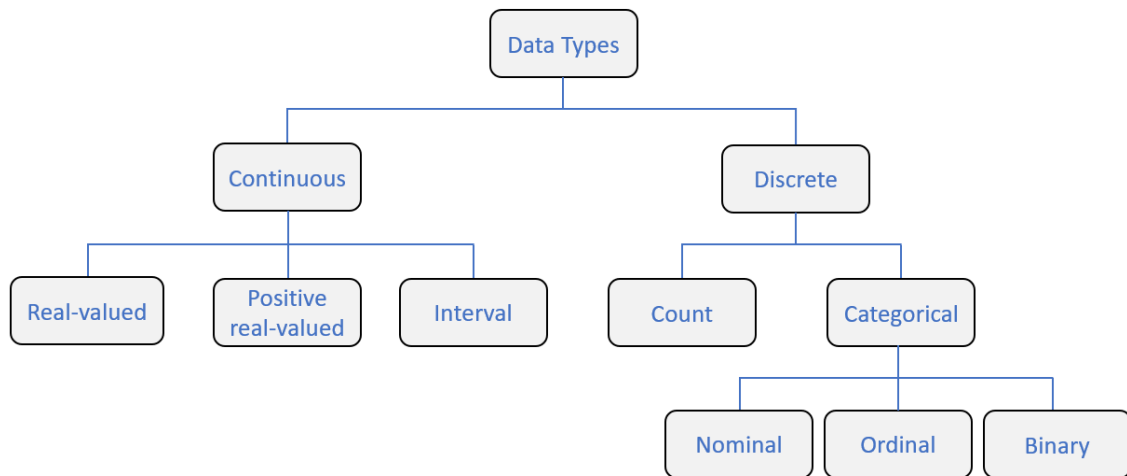 Data Types
Continuous
Discrete
Real-valued
Positive
real-valued
Interval
Count
Categorical
Nominal
Ordinal
Binary